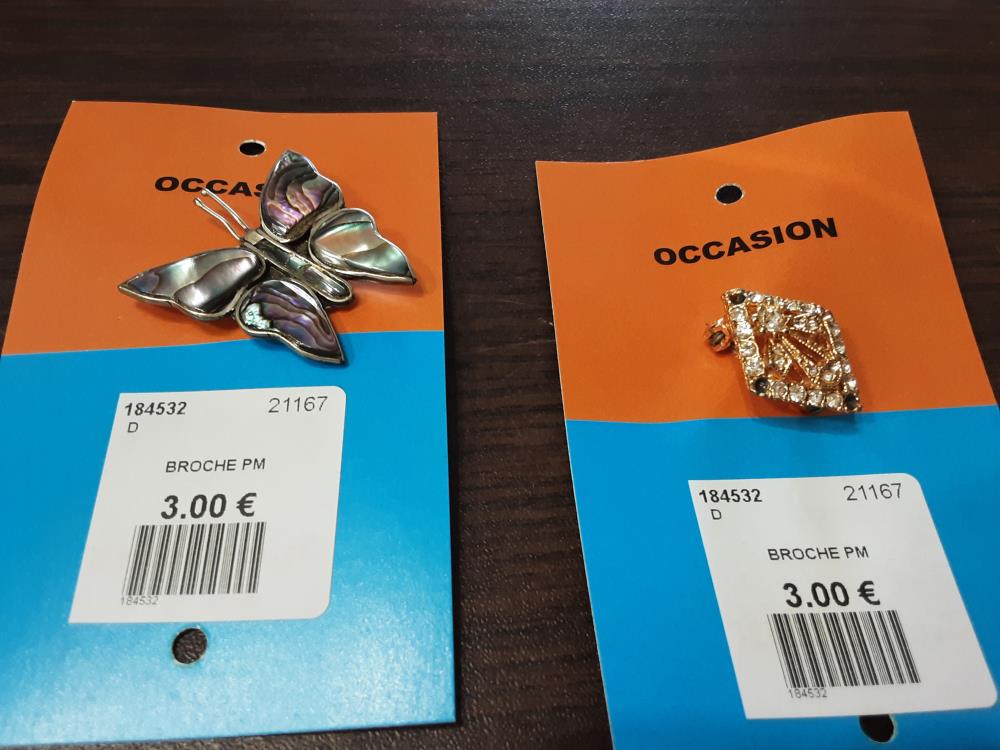 OCCAS
184532 21167
D
BROCHE PM
3.00 €
184532
OCCASION
184532 21167
D
BROCHE PM
3.00 €
184532